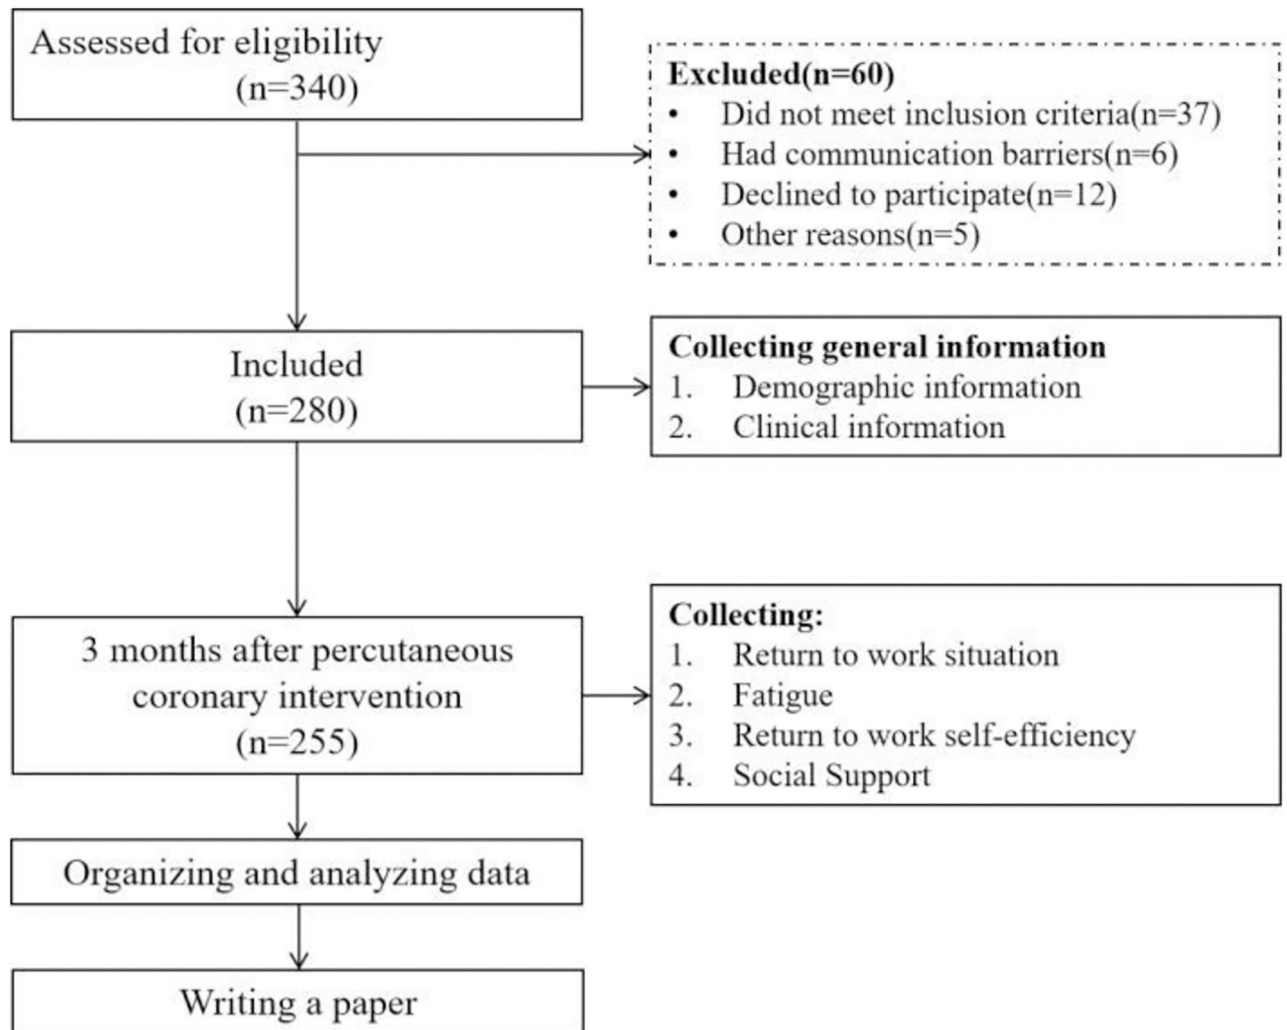 Assessed for eligibility
(n=340)
Excluded(n=60)
• Did not meet inclusion criteria(n=37)
• Had communication barriers(n=6)
• Declined to participate(n=12)
• Other reasons(n=5)
Included
(n=280)
Collecting general information
1. Demographic information
2. Clinical information
3 months after percutaneous
coronary intervention
(n=255)
Collecting:
1. Return to work situation
2. Fatigue
3. Return to work self-efficiency
4. Social Support
Organizing and analyzing data
Writing a paper